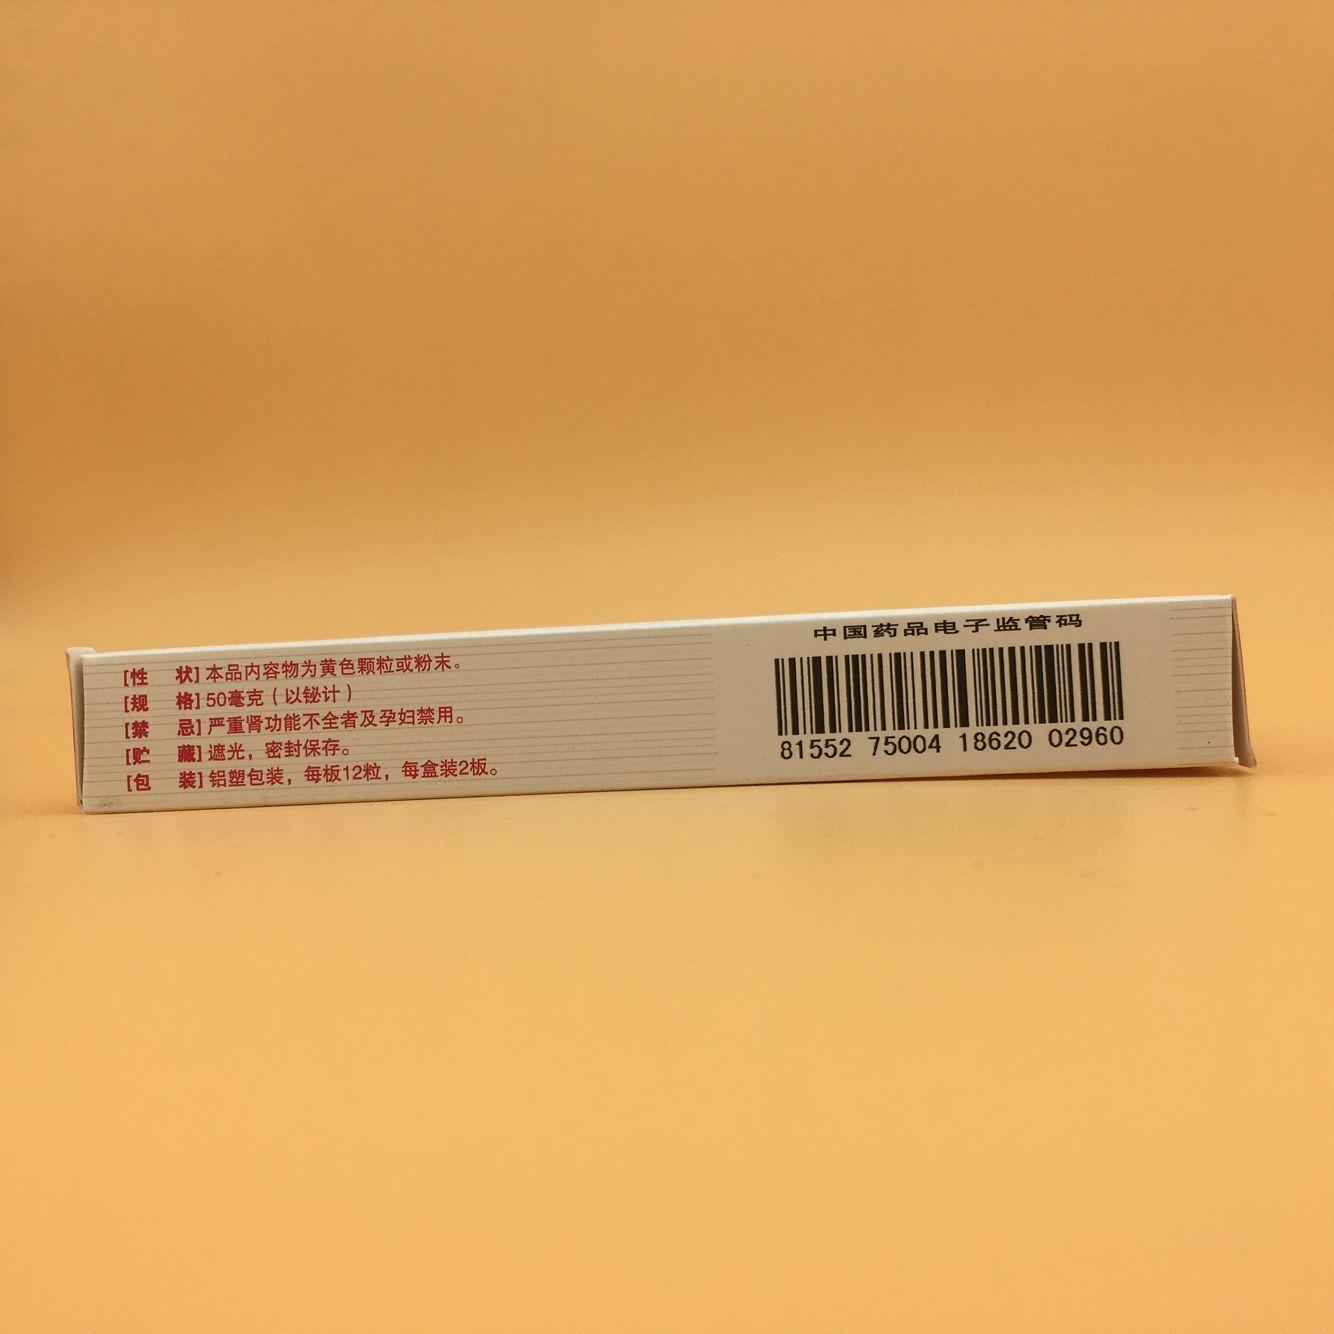 [性 状] 本品内容物为黄色颗粒或粉末。
[规 格] 50毫克（以铋计）
[禁 忌] 严重肾功能不全者及孕妇禁用。
[贮 藏] 遮光，密封保存。
[包 装] 铝塑包装，每板12粒，每盒装2板。
中国药品电子监管码
81552 75004 18620 02960